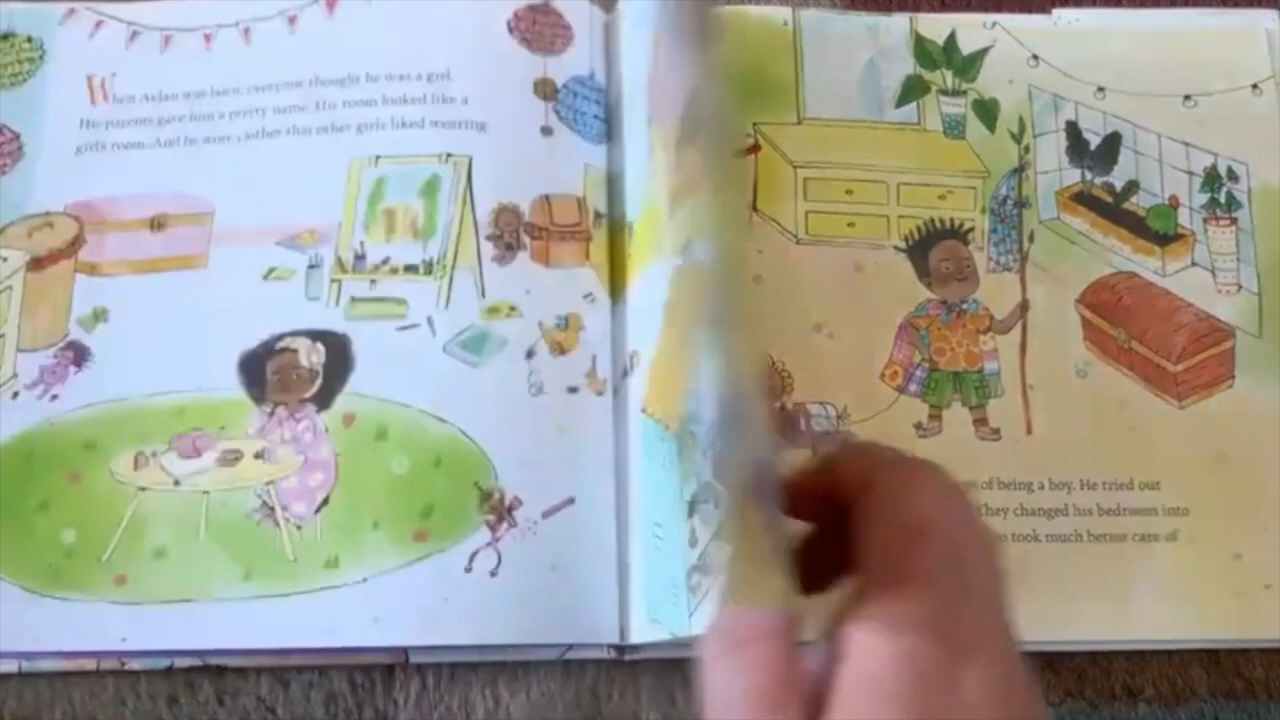 When Aidan was born, everyone thought he was a girl.
His parents gave him a pretty name. His room looked like a
girl's room. And he wore clothes that other girls liked wearing
of being a boy. He tried out
They changed his bedroom into
took much better care of